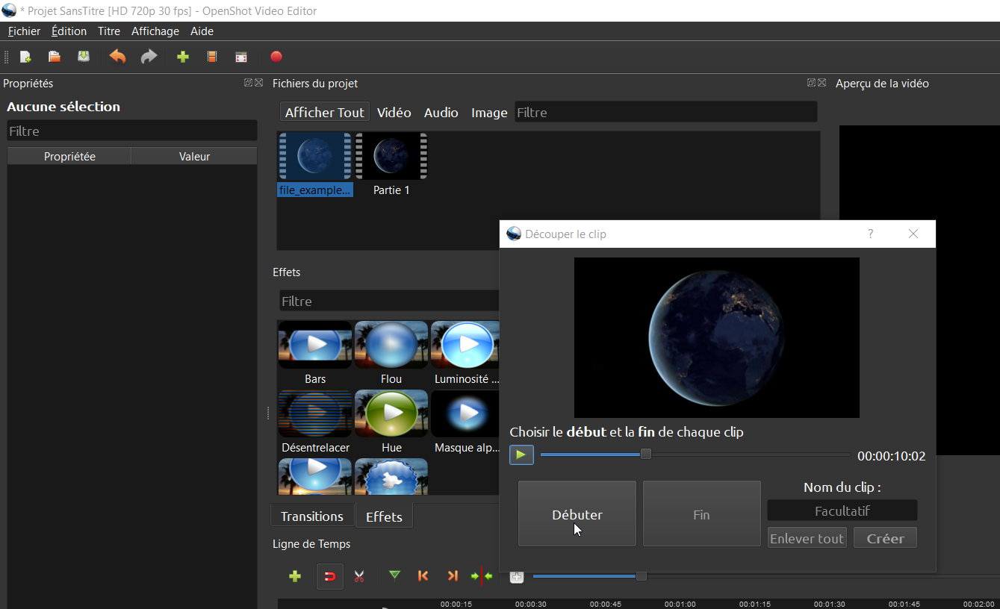 * Projet SansTitre [HD 720p 30 fps] - OpenShot Video Editor
Fichier Édition Titre Affichage Aide
Propriétés
Aucune sélection
Filtre
Propriétée Valeur
Fichiers du projet
Afficher Tout Vidéo Audio Image Filtre
file_example... Partie 1
Aperçu de la vidéo
Effets
Filtre
Bars Flou Luminosité ...
Désentrelacer Hue Masque alp...
Transitions Effets
Découper le clip ?
Choisir le début et la fin de chaque clip
00:00:10:02
Débuter Fin
Nom du clip :
Facultatif
Enlever tout Créer
Ligne de Temps
00:00:15 00:00:30 00:00:45 00:01:00 00:01:15 00:01:30 00:01:45 00:02:00